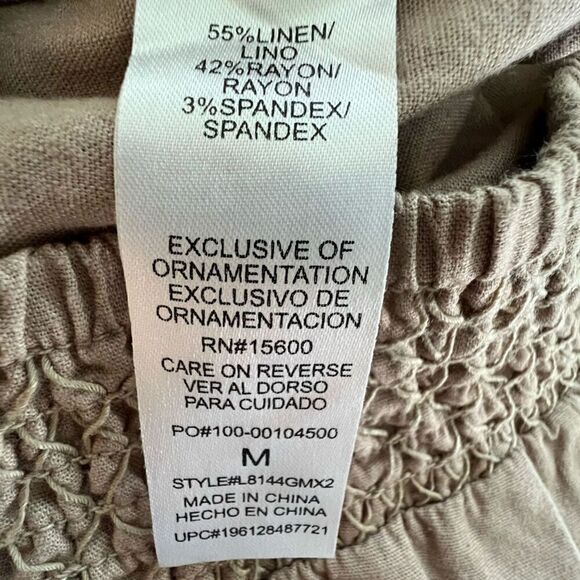 55%LINEN/
LINO
42%RAYON/
RAYON
3%SPANDEX/
SPANDEX
EXCLUSIVE OF
ORNAMENTATION
EXCLUSIVO DE
ORNAMENTACION
RN#15600
CARE ON REVERSE
VER AL DORSO
PARA CUIDADO
PO#100-00104500
M
STYLE#L8144GMX2
MADE IN CHINA
HECHO EN CHINA
UPC#196128487721